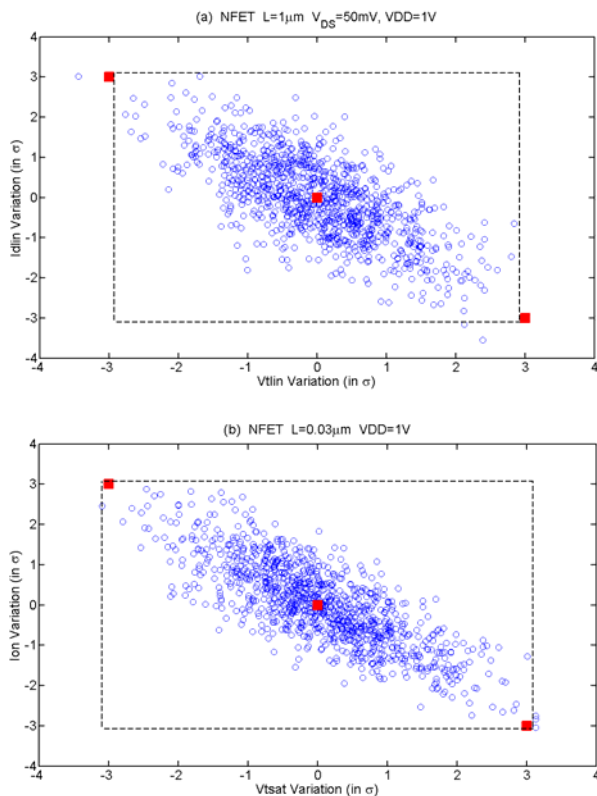 (a) NFET L=1μm V_DS=50mV, VDD=1V
4
3
2
1
0
-1
-2
-3
-4
Idlin Variation (in σ)
-4 -3 -2 -1 0 1 2 3 4
Vtlin Variation (in σ)
(b) NFET L=0.03μm VDD=1V
4
3
2
1
0
-1
-2
-3
-4
Ion Variation (in σ)
-4 -3 -2 -1 0 1 2 3 4
Vtsat Variation (in σ)